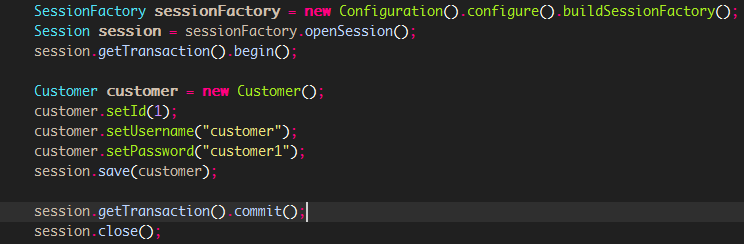 SessionFactory sessionFactory = new Configuration().configure().buildSessionFactory();
Session session = sessionFactory.openSession();
session.getTransaction().begin();
Customer customer = new Customer();
customer.setId(1);
customer.setUsername("customer");
customer.setPassword("customer1");
session.save(customer);
session.getTransaction().commit();
session.close();